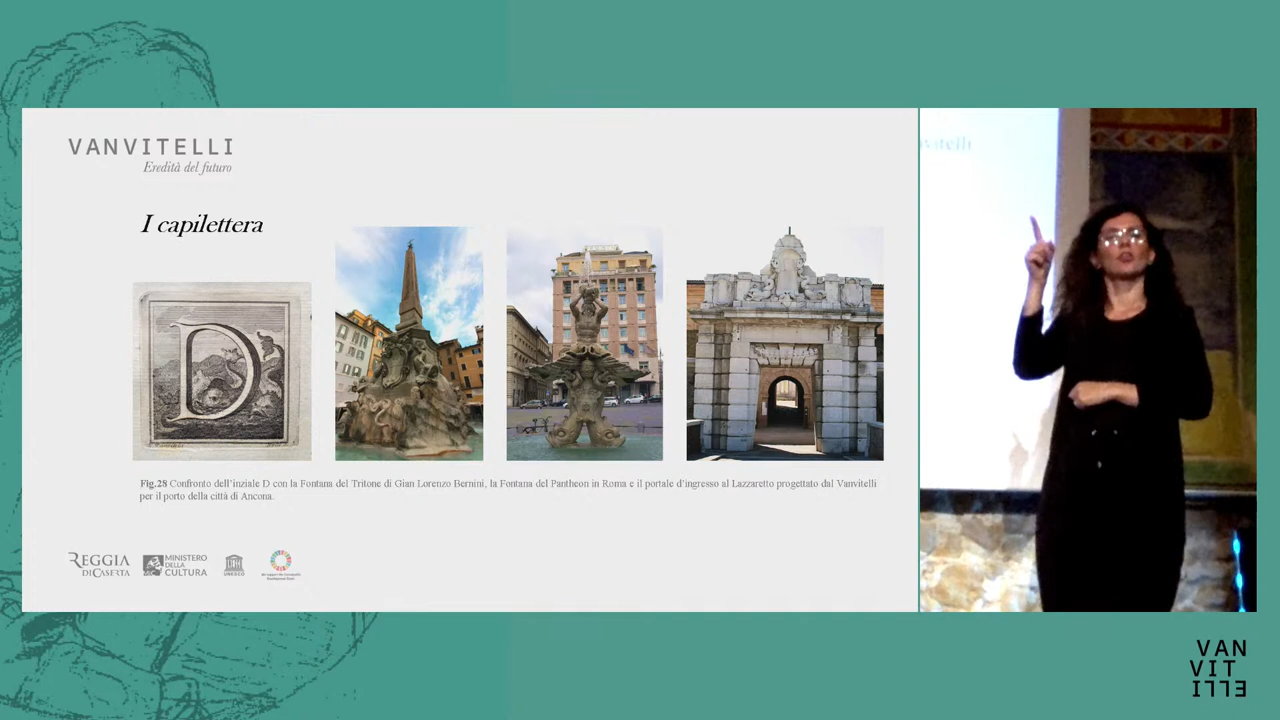 VANVITELLI
Eredità del futuro
I capilettera
D
Fig.28 Confronto dell'inziale D con la Fontana del Tritone di Gian Lorenzo Bernini, la Fontana del Pantheon in Roma e il portale d'ingresso al Lazzaretto progettato dal Vanvitelli
per il porto della città di Ancona.
REGGIA
DI CASERTA
MINISTERO
DELLA
CULTURA
UNESCO
vitelli
VAN
VIT
ELLI